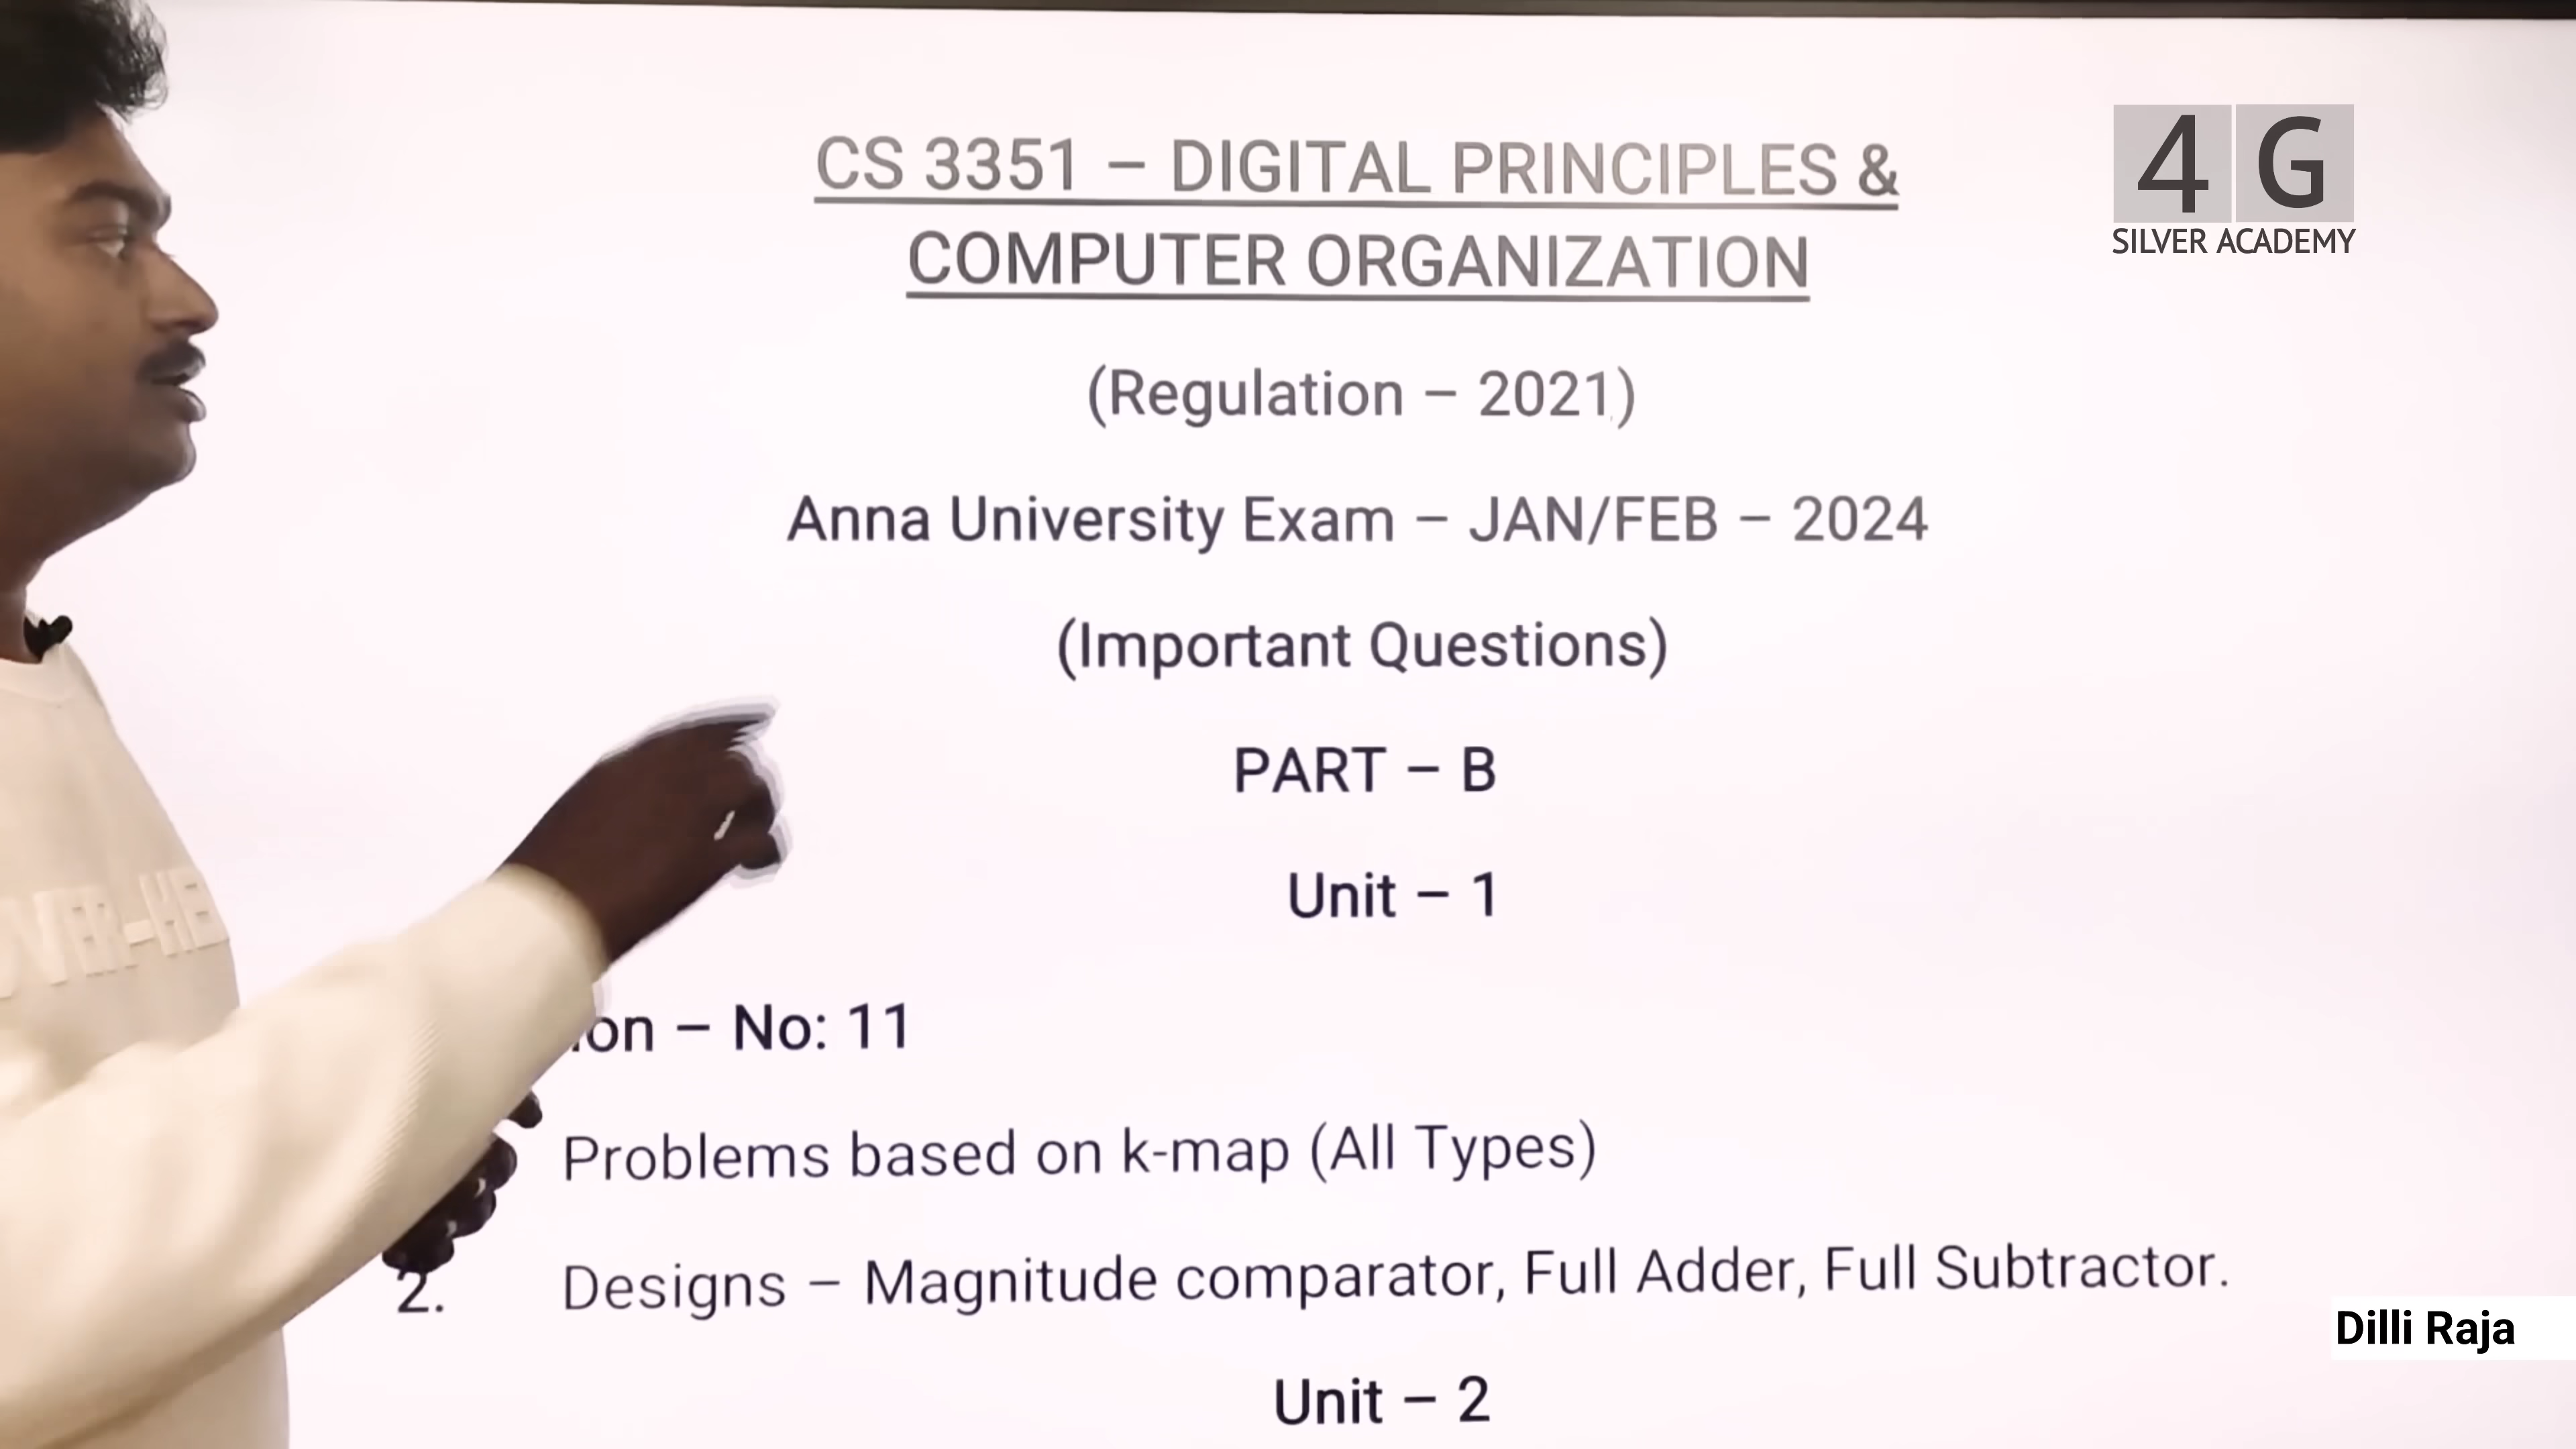 CS 3351 – DIGITAL PRINCIPLES &
COMPUTER ORGANIZATION
4G
SILVER ACADEMY
(Regulation – 2021)
Anna University Exam – JAN/FEB – 2024
(Important Questions)
PART – B
Unit – 1
on – No: 11
Problems based on k-map (All Types)
2. Designs – Magnitude comparator, Full Adder, Full Subtractor.
Dilli Raja
Unit – 2